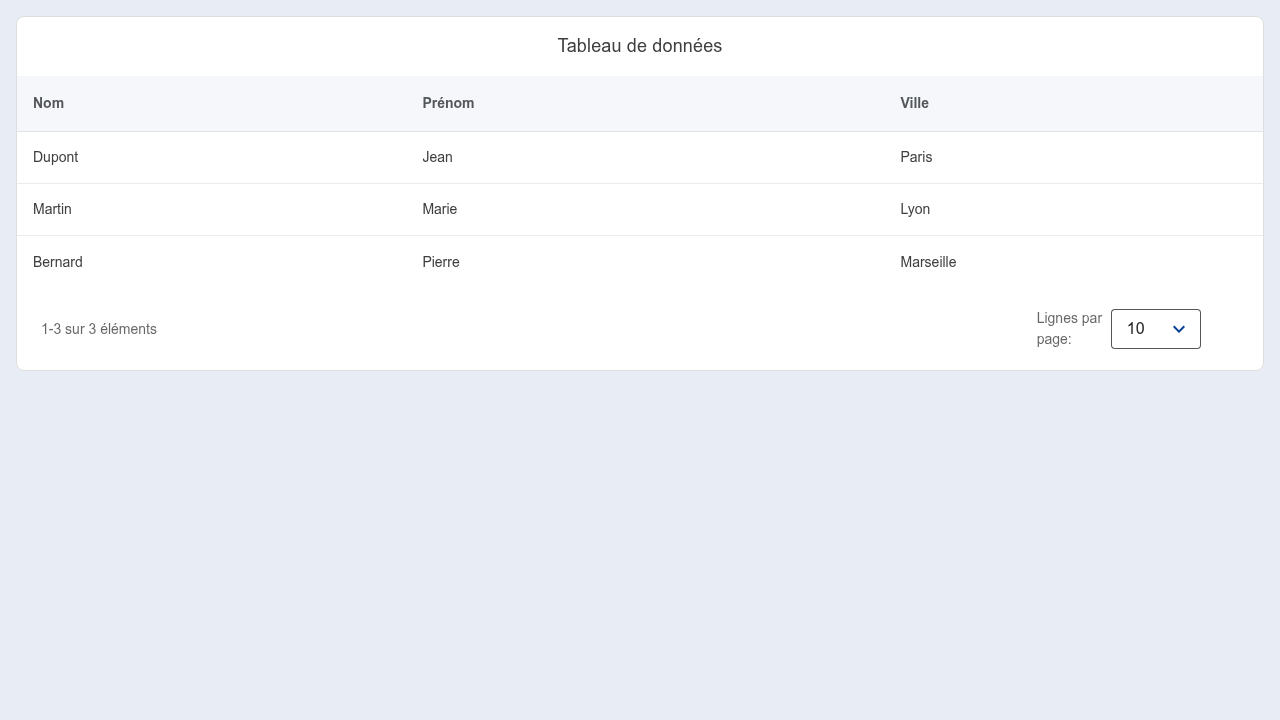 Tableau de données
Nom Prénom Ville
Dupont Jean Paris
Martin Marie Lyon
Bernard Pierre Marseille
1-3 sur 3 éléments
Lignes par
page:
10